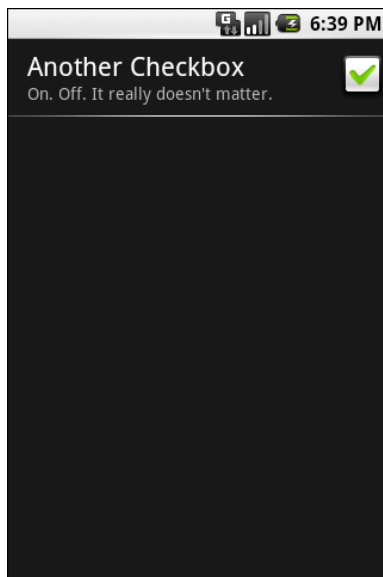 G
6:39 PM
Another Checkbox
On. Off. It really doesn't matter.